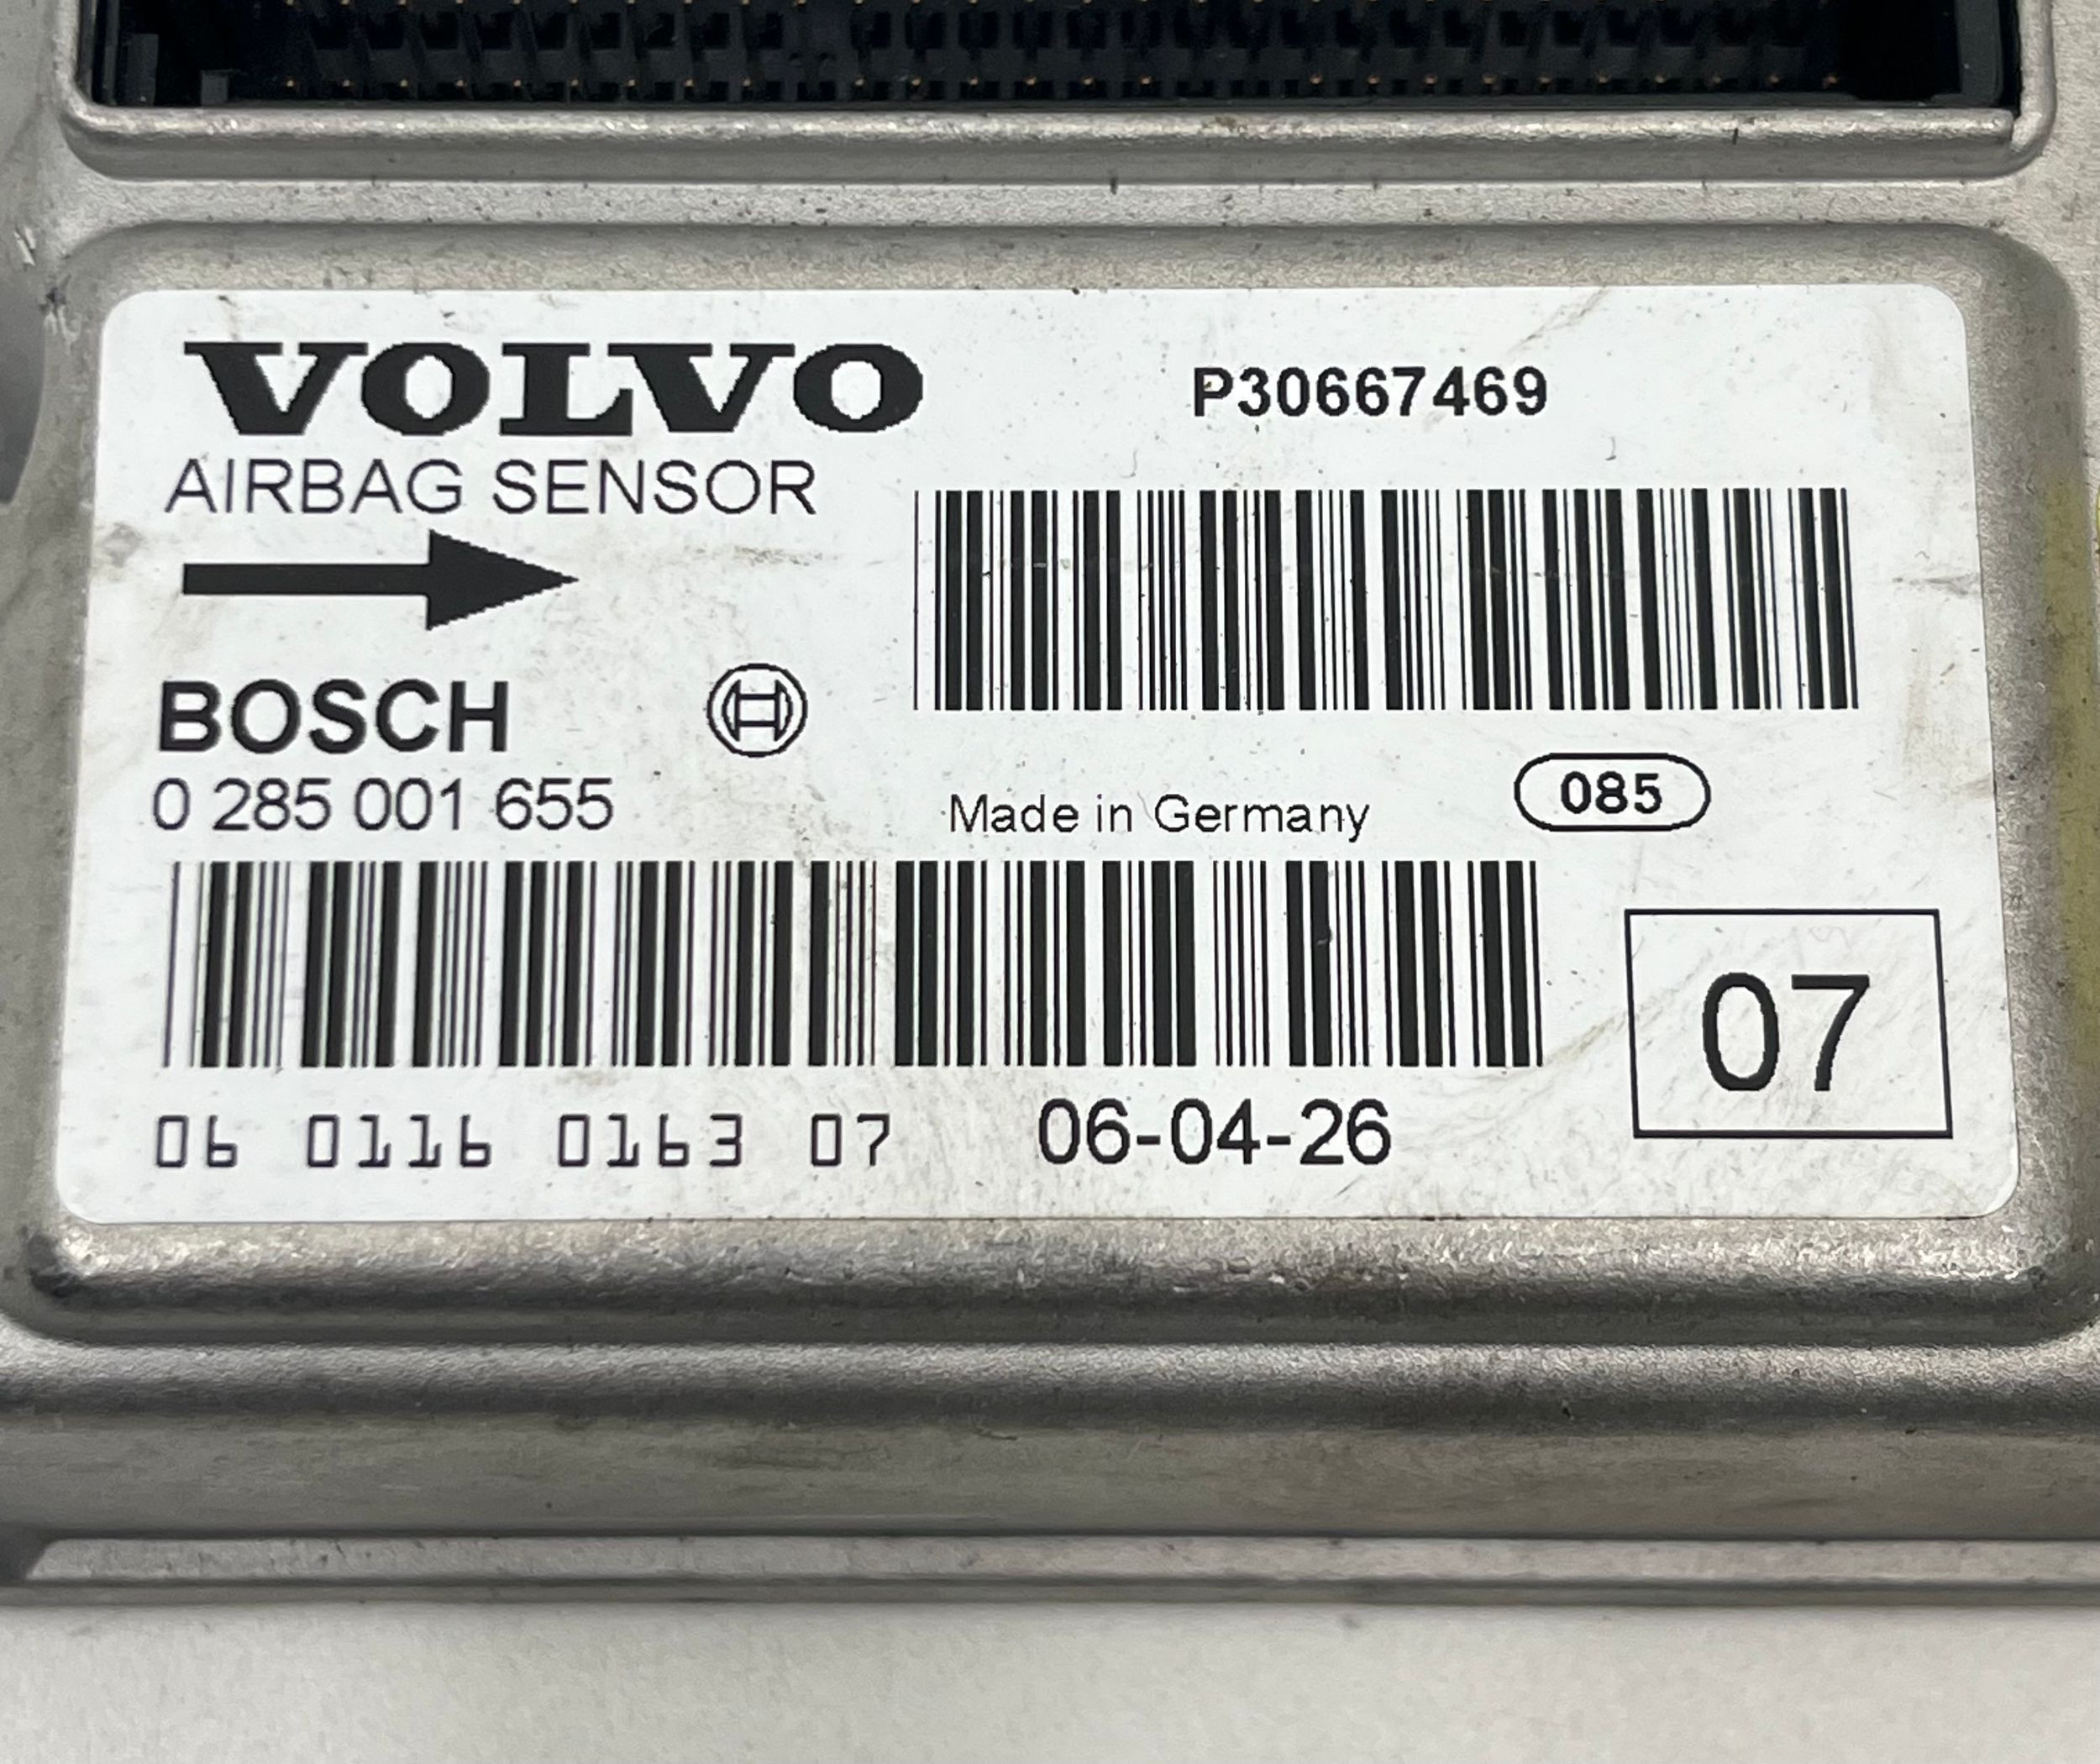 VOLVO
P30667469
AIRBAG SENSOR
BOSCH
0 285 001 655
Made in Germany
085
07
06 0116 0163 07
06-04-26